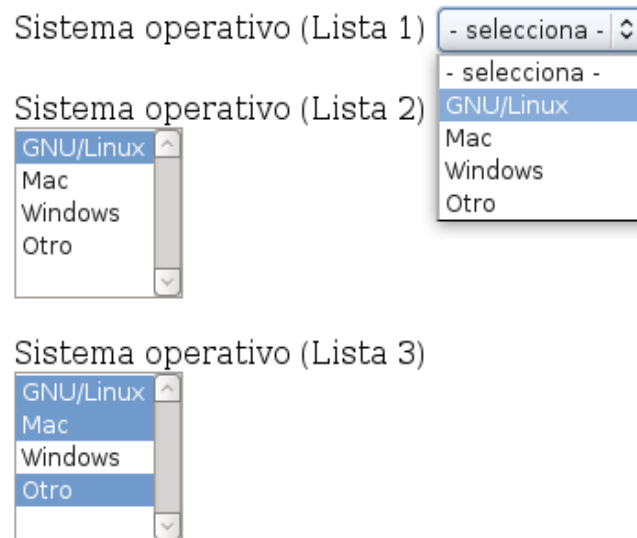 Sistema operativo (Lista 1) - selecciona -
- selecciona -
GNU/Linux
Mac
Windows
Otro
Sistema operativo (Lista 2)
GNU/Linux
Mac
Windows
Otro
Sistema operativo (Lista 3)
GNU/Linux
Mac
Windows
Otro